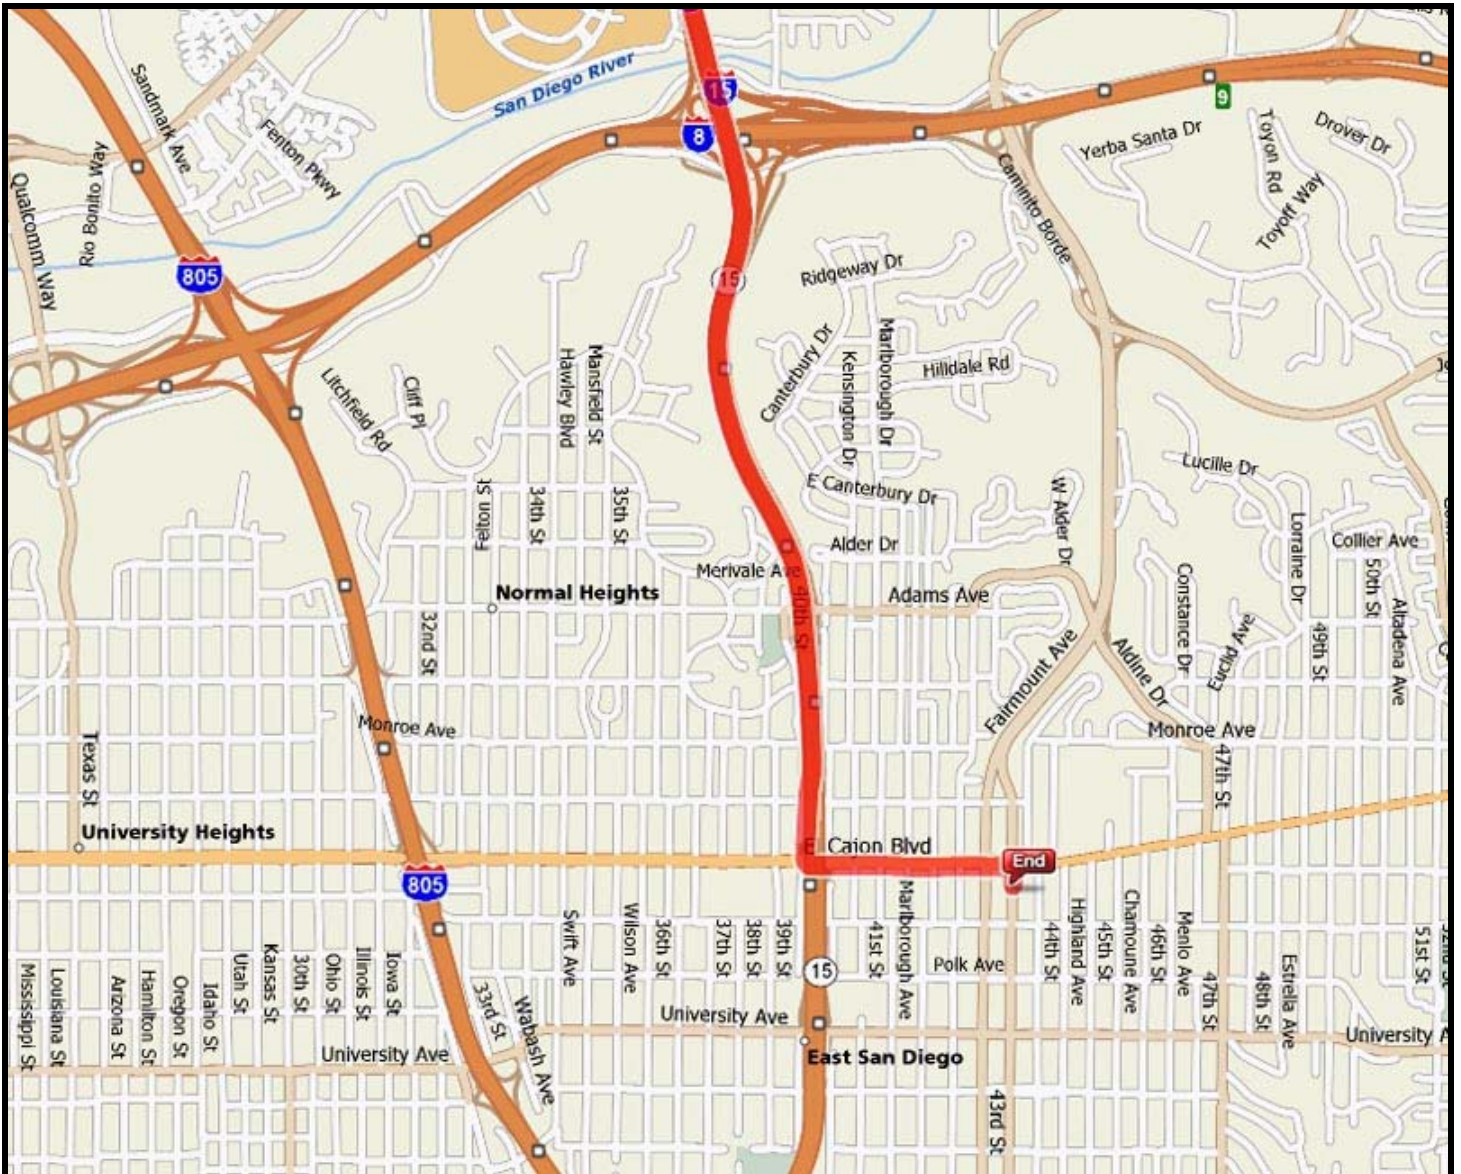 Sandmark Ave
Fenton Pkwy
San Diego River
15
8
9
Yerba Santa Dr
Toyon Rd
Drover Dr
Toyoff Way
Caminito Borde
Rio Bonito Way
Qualcomm Way
805
15
Ridgeway Dr
Canterbury Dr
Kensington Dr
Marlborough Dr
Hilldale Rd
Litchfield Rd
Cliff Pl
Hawley Blvd
Mansfield St
Felton St
34th St
35th St
E Canterbury Dr
W Alder Dr
Lucille Dr
Lorraine Dr
Collier Ave
Alder Dr
Merivale Ave
Normal Heights
40th St
Adams Ave
Constance Dr
50th St
Altadena Ave
32nd St
Fairmount Ave
Aldine Dr
Euclid Ave
49th St
Monroe Ave
Monroe Ave
Texas St
47th St
University Heights
El Cajon Blvd
End
805
Swift Ave
Wilson Ave
36th St
37th St
38th St
39th St
41st St
Marlborough Ave
Polk Ave
44th St
Highland Ave
45th St
Chamoune Ave
46th St
Menlo Ave
47th St
48th St
Estrella Ave
51st St
52nd St
15
Mississippi St
Louisiana St
Arizona St
Hamilton St
Oregon St
Idaho St
Utah St
Kansas St
30th St
Ohio St
Illinois St
Iowa St
33rd St
Wabash Ave
University Ave
University Ave
University A
East San Diego
43rd St